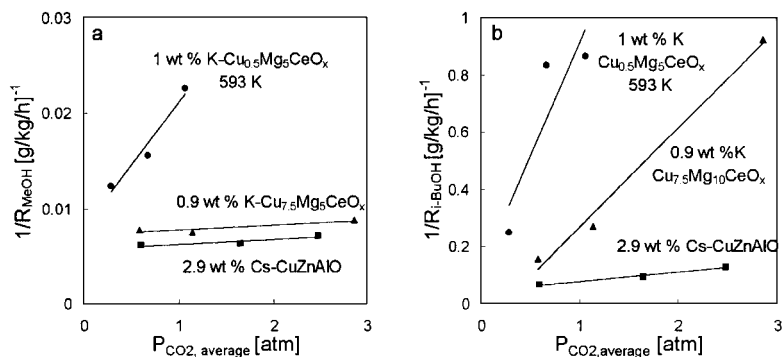 a
1 wt % K-Cu0.5Mg5CeOx
593 K
0.9 wt % K-Cu7.5Mg5CeOx
2.9 wt % Cs-CuZnAlO
1/RMeOH [g/kg/h]-1
0.03
0.02
0.01
0
0
1
2
3
PCO2, average [atm]
b
1 wt % K
Cu0.5Mg5CeOx
593 K
0.9 wt %K
Cu7.5Mg10CeOx
2.9 wt % Cs-CuZnAlO
1/Ri-BuOH [g/kg/h]-1
1
0.8
0.6
0.4
0.2
0
0
1
2
3
PCO2,average [atm]